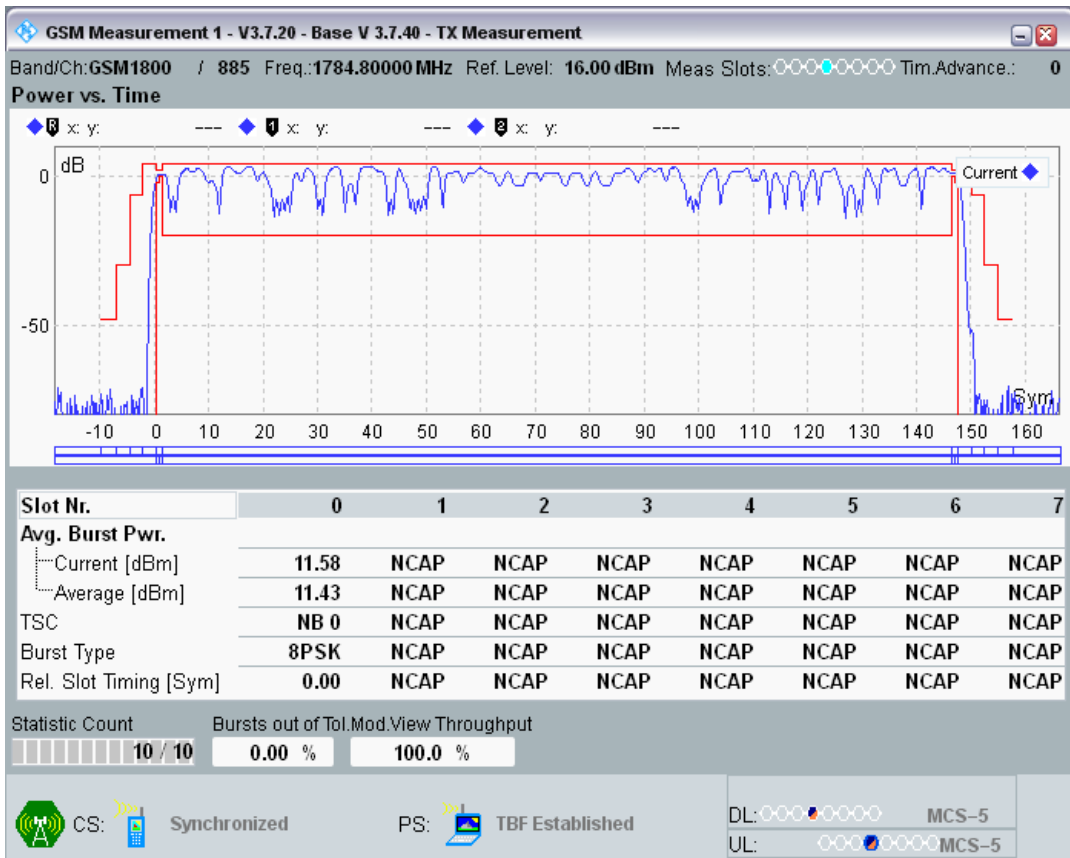 GSM Measurement 1 - V3.7.20 - Base V 3.7.40 - TX Measurement
Band/Ch:GSM1800 / 885 Freq.:1784.80000 MHz Ref. Level: 16.00 dBm Meas Slots: Tim.Advance.: 0
Power vs. Time
R x: y: --- 1 x: y: --- 2 x: y: ---
dB
Current
0
-50
Sym
-10 0 10 20 30 40 50 60 70 80 90 100 110 120 130 140 150 160
Slot Nr. 0 1 2 3 4 5 6 7
Avg. Burst Pwr.
Current [dBm] 11.58 NCAP NCAP NCAP NCAP NCAP NCAP NCAP
Average [dBm] 11.43 NCAP NCAP NCAP NCAP NCAP NCAP NCAP
TSC NB 0 NCAP NCAP NCAP NCAP NCAP NCAP NCAP
Burst Type 8PSK NCAP NCAP NCAP NCAP NCAP NCAP NCAP
Rel. Slot Timing [Sym] 0.00 NCAP NCAP NCAP NCAP NCAP NCAP NCAP
Statistic Count Bursts out of Tol.Mod.View Throughput
10 / 10 0.00 % 100.0 %
CS: Synchronized PS: TBF Established
DL: MCS-5
UL: MCS-5